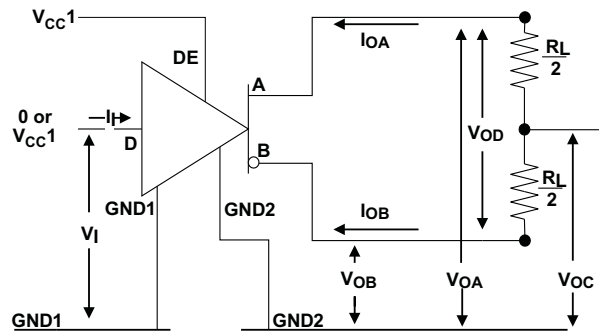 VCC1
DE
IOA
RL
2
A
0 or
VCC1
II
D
VOD
B
RL
2
GND1
GND2
VI
IOB
VOB
VOA
VOC
GND1
GND2